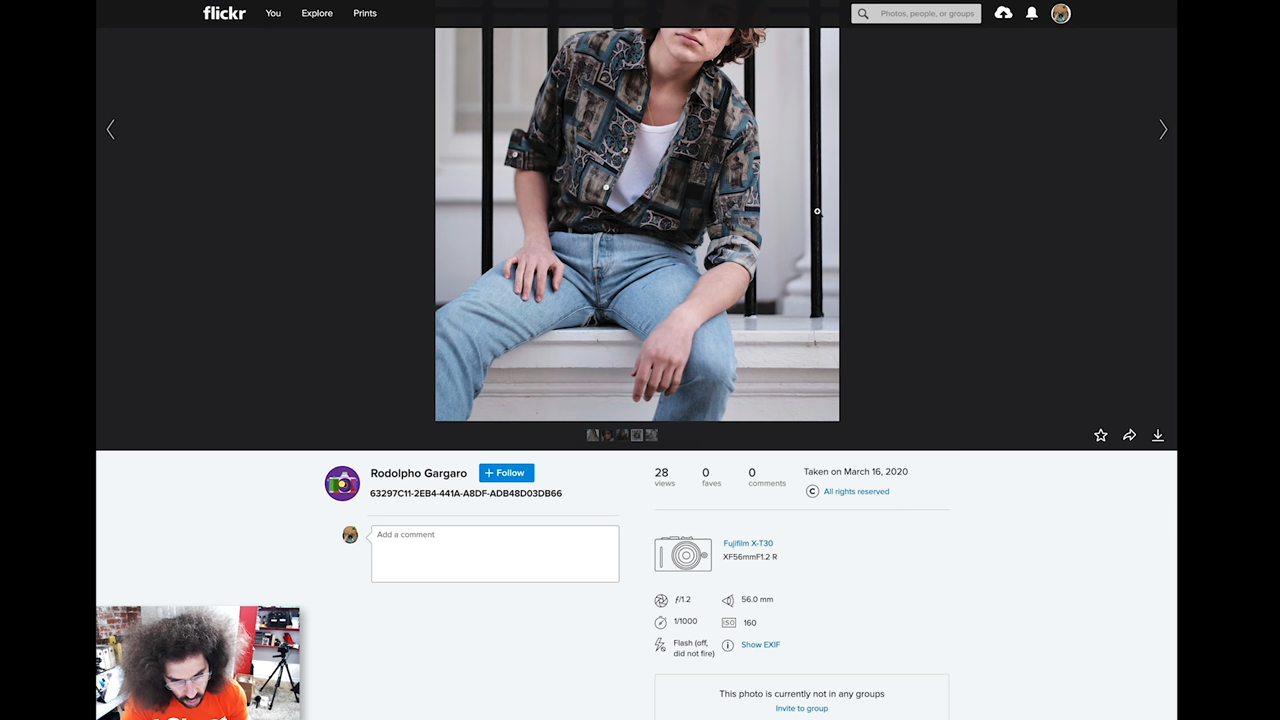 flickr You Explore Prints Photos, people, or groups
Rodolpho Gargaro + Follow
63297C11-2EB4-441A-A8DF-ADB48D03DB66
Add a comment
28 0 0 Taken on March 16, 2020
views faves comments
All rights reserved
Fujifilm X-T30
XF56mmF1.2 R
ƒ/1.2 56.0 mm
1/1000 ISO 160
Flash (off, did not fire) Show EXIF
This photo is currently not in any groups
Invite to group